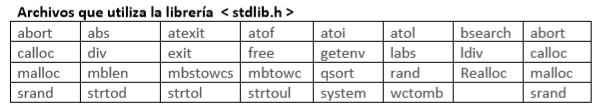 Archivos que utiliza la librería < stdlib.h >
abort abs atexit atof atoi atol bsearch abort
calloc div exit free getenv labs ldiv calloc
malloc mblen mbstowcs mbtowc qsort rand Realloc malloc
srand strtod strtol strtoul system wctomb srand